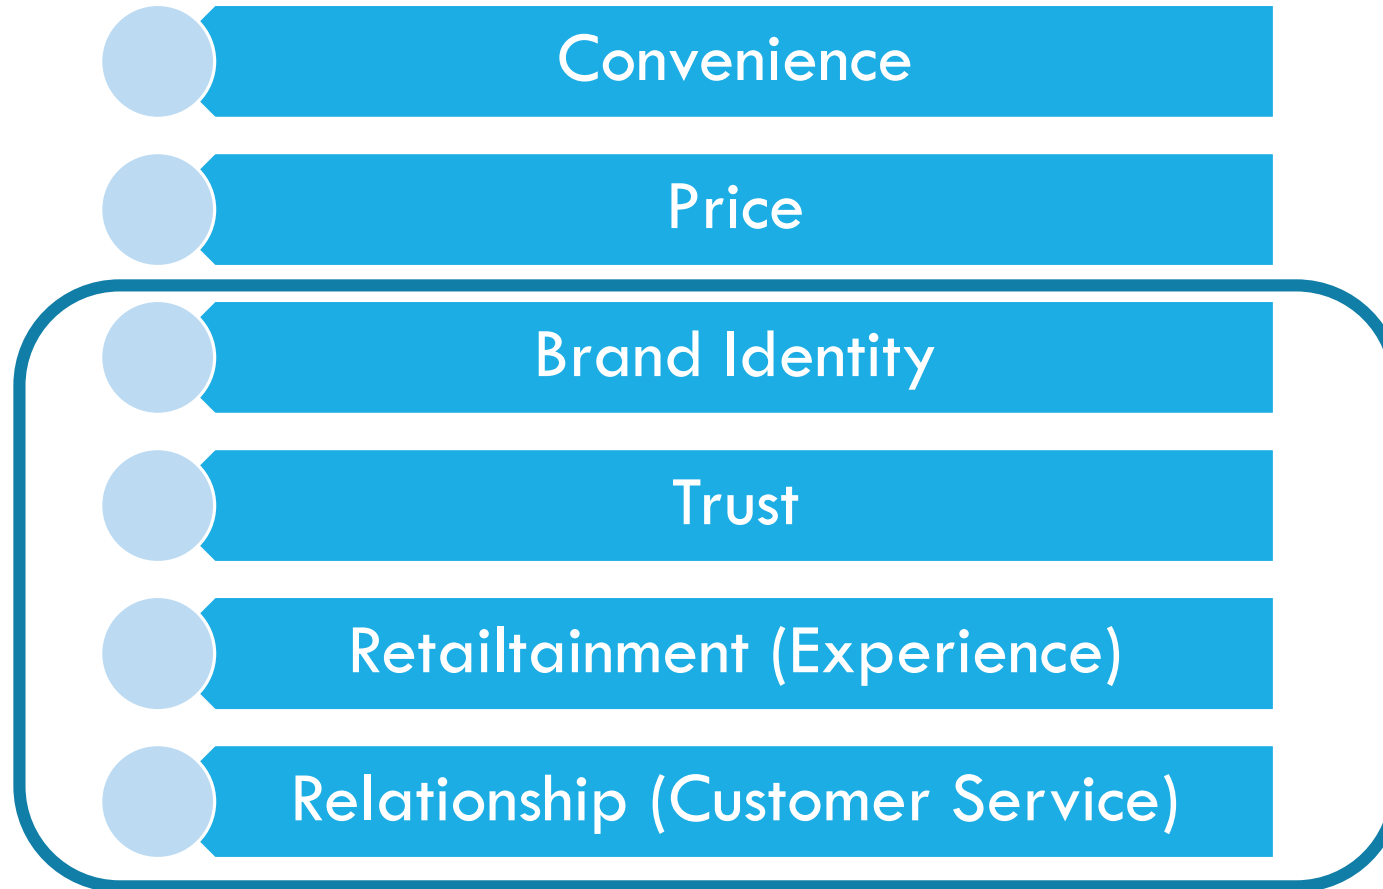 Convenience
Price
Brand Identity
Trust
Retailtainment (Experience)
Relationship (Customer Service)